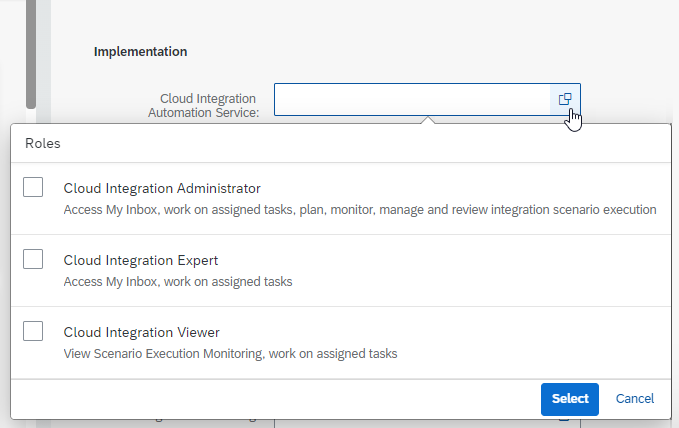 Implementation
Cloud Integration
Automation Service:
Roles
Cloud Integration Administrator
Access My Inbox, work on assigned tasks, plan, monitor, manage and review integration scenario execution
Cloud Integration Expert
Access My Inbox, work on assigned tasks
Cloud Integration Viewer
View Scenario Execution Monitoring, work on assigned tasks
Select Cancel